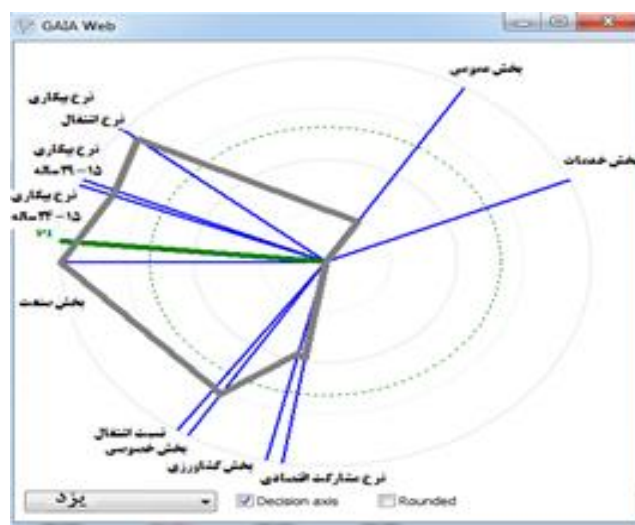 GAIA Web
بخش عمومی
نرخ بیکاری
نرخ اشتغال
بخش خدمات
نرخ بیکاری
۱۵ - ۲۹ ساله
نرخ بیکاری
۱۵ - ۲۴ ساله
بخش صنعت
نسبت اشتغال
بخش خصوصی
بخش کشاورزی
نرخ مشارکت اقتصادی
یزد
Decision axis
Rounded